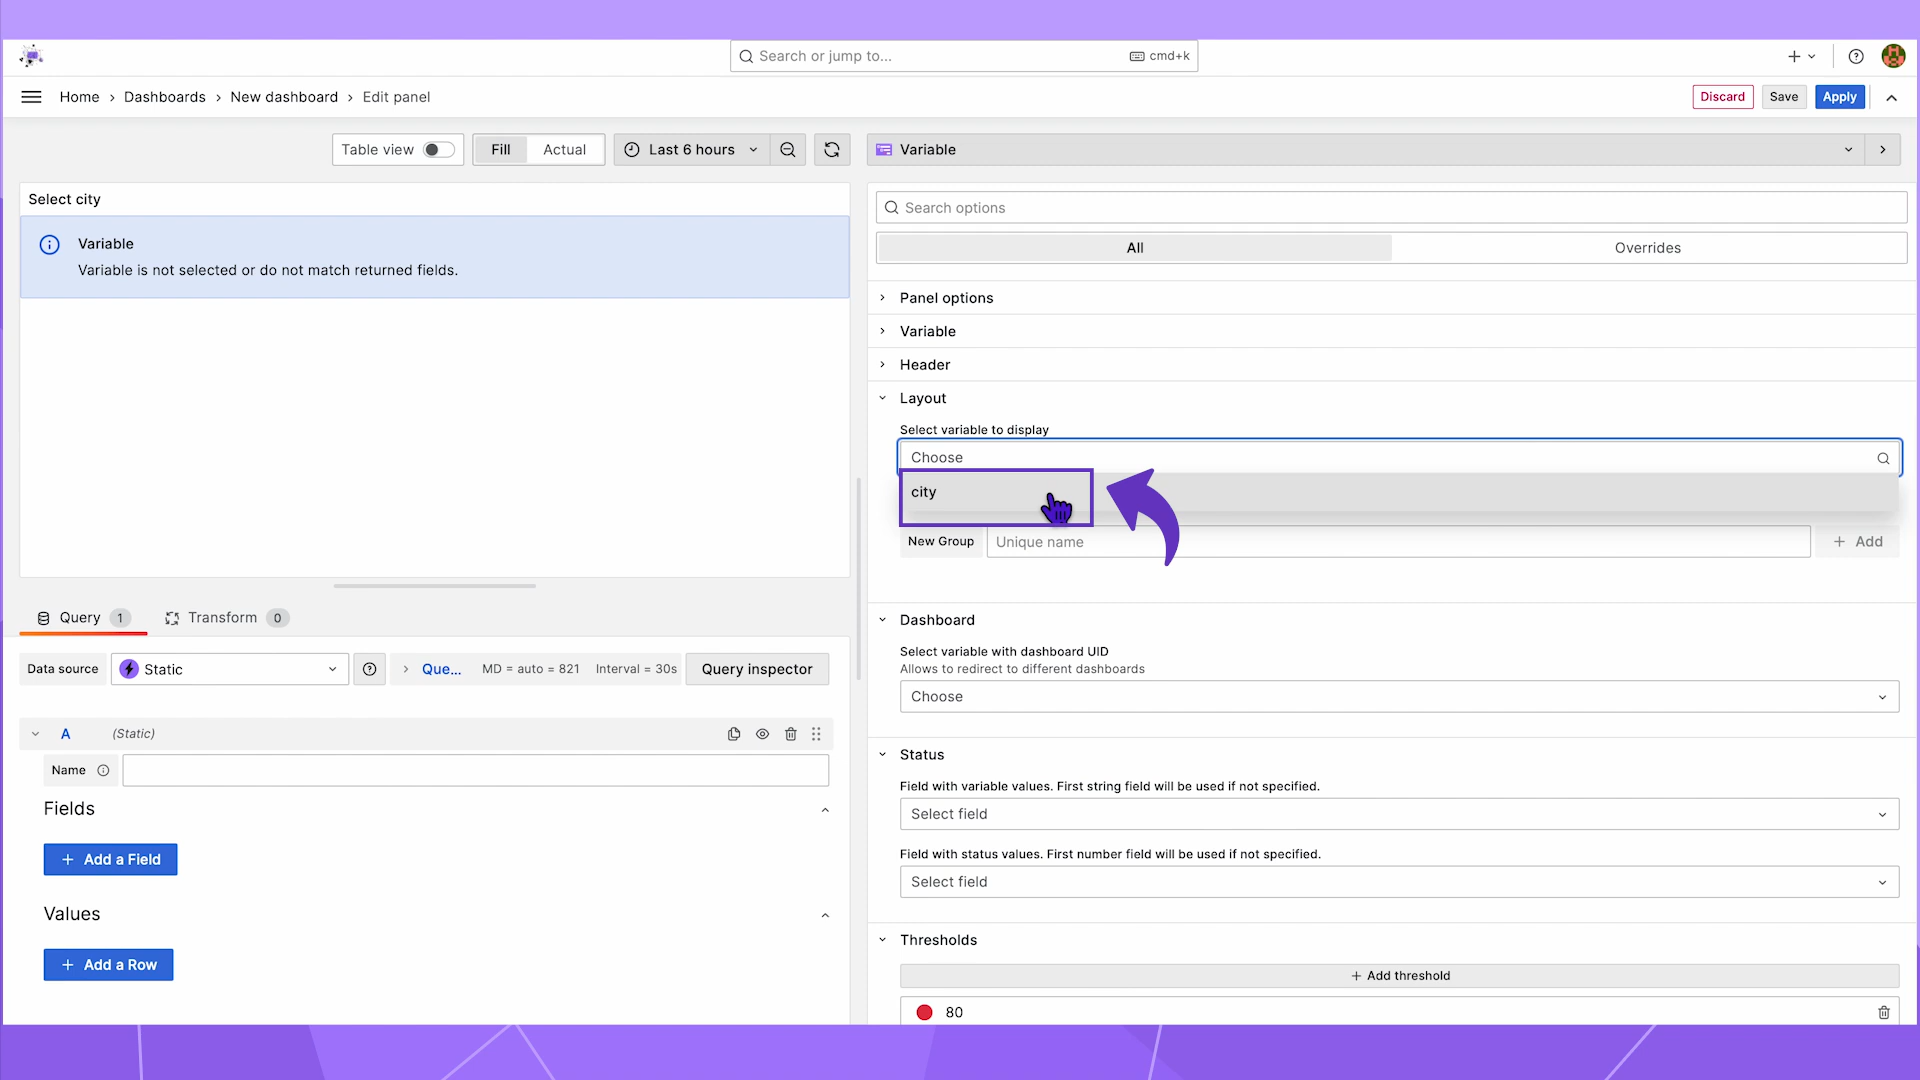 Search or jump to...
cmd+k
Home › Dashboards › New dashboard › Edit panel
Discard
Save
Apply
Table view
Fill
Actual
Last 6 hours
Variable
Select city
Variable
Variable is not selected or do not match returned fields.
Search options
All
Overrides
Panel options
Variable
Header
Layout
Select variable to display
Choose
city
New Group
Unique name
+ Add
Dashboard
Select variable with dashboard UID
Allows to redirect to different dashboards
Choose
Status
Field with variable values. First string field will be used if not specified.
Select field
Field with status values. First number field will be used if not specified.
Select field
Thresholds
+ Add threshold
80
Query 1
Transform 0
Data source
Static
Que...
MD = auto = 821
Interval = 30s
Query inspector
A
(Static)
Name
Fields
+ Add a Field
Values
+ Add a Row